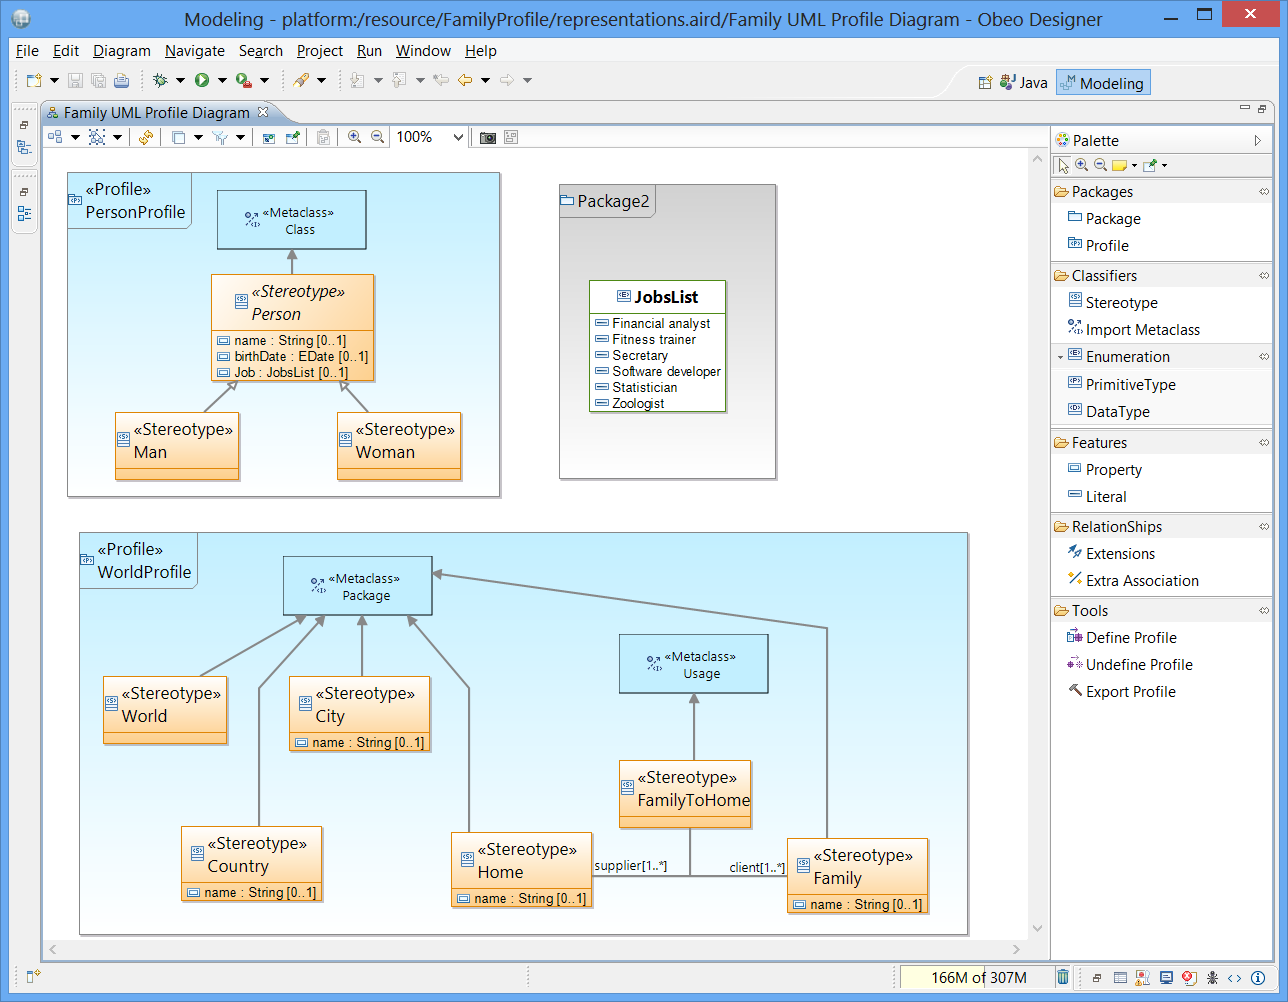 Modeling - platform:/resource/FamilyProfile/representations.aird/Family UML Profile Diagram - Obeo Designer
File Edit Diagram Navigate Search Project Run Window Help
Java Modeling
Family UML Profile Diagram
100%
Palette
«Profile»
PersonProfile
«Metaclass»
Class
«Stereotype»
Person
name : String [0..1]
birthDate : EDate [0..1]
Job : JobsList [0..1]
«Stereotype»
Man
«Stereotype»
Woman
Package2
JobsList
Financial analyst
Fitness trainer
Secretary
Software developer
Statistician
Zoologist
«Profile»
WorldProfile
«Metaclass»
Package
«Metaclass»
Usage
«Stereotype»
World
«Stereotype»
City
name : String [0..1]
«Stereotype»
FamilyToHome
«Stereotype»
Country
name : String [0..1]
«Stereotype»
Home
name : String [0..1]
supplier[1..*]
client[1..*]
«Stereotype»
Family
name : String [0..1]
Packages
Package
Profile
Classifiers
Stereotype
Import Metaclass
Enumeration
PrimitiveType
DataType
Features
Property
Literal
RelationShips
Extensions
Extra Association
Tools
Define Profile
Undefine Profile
Export Profile
166M of 307M